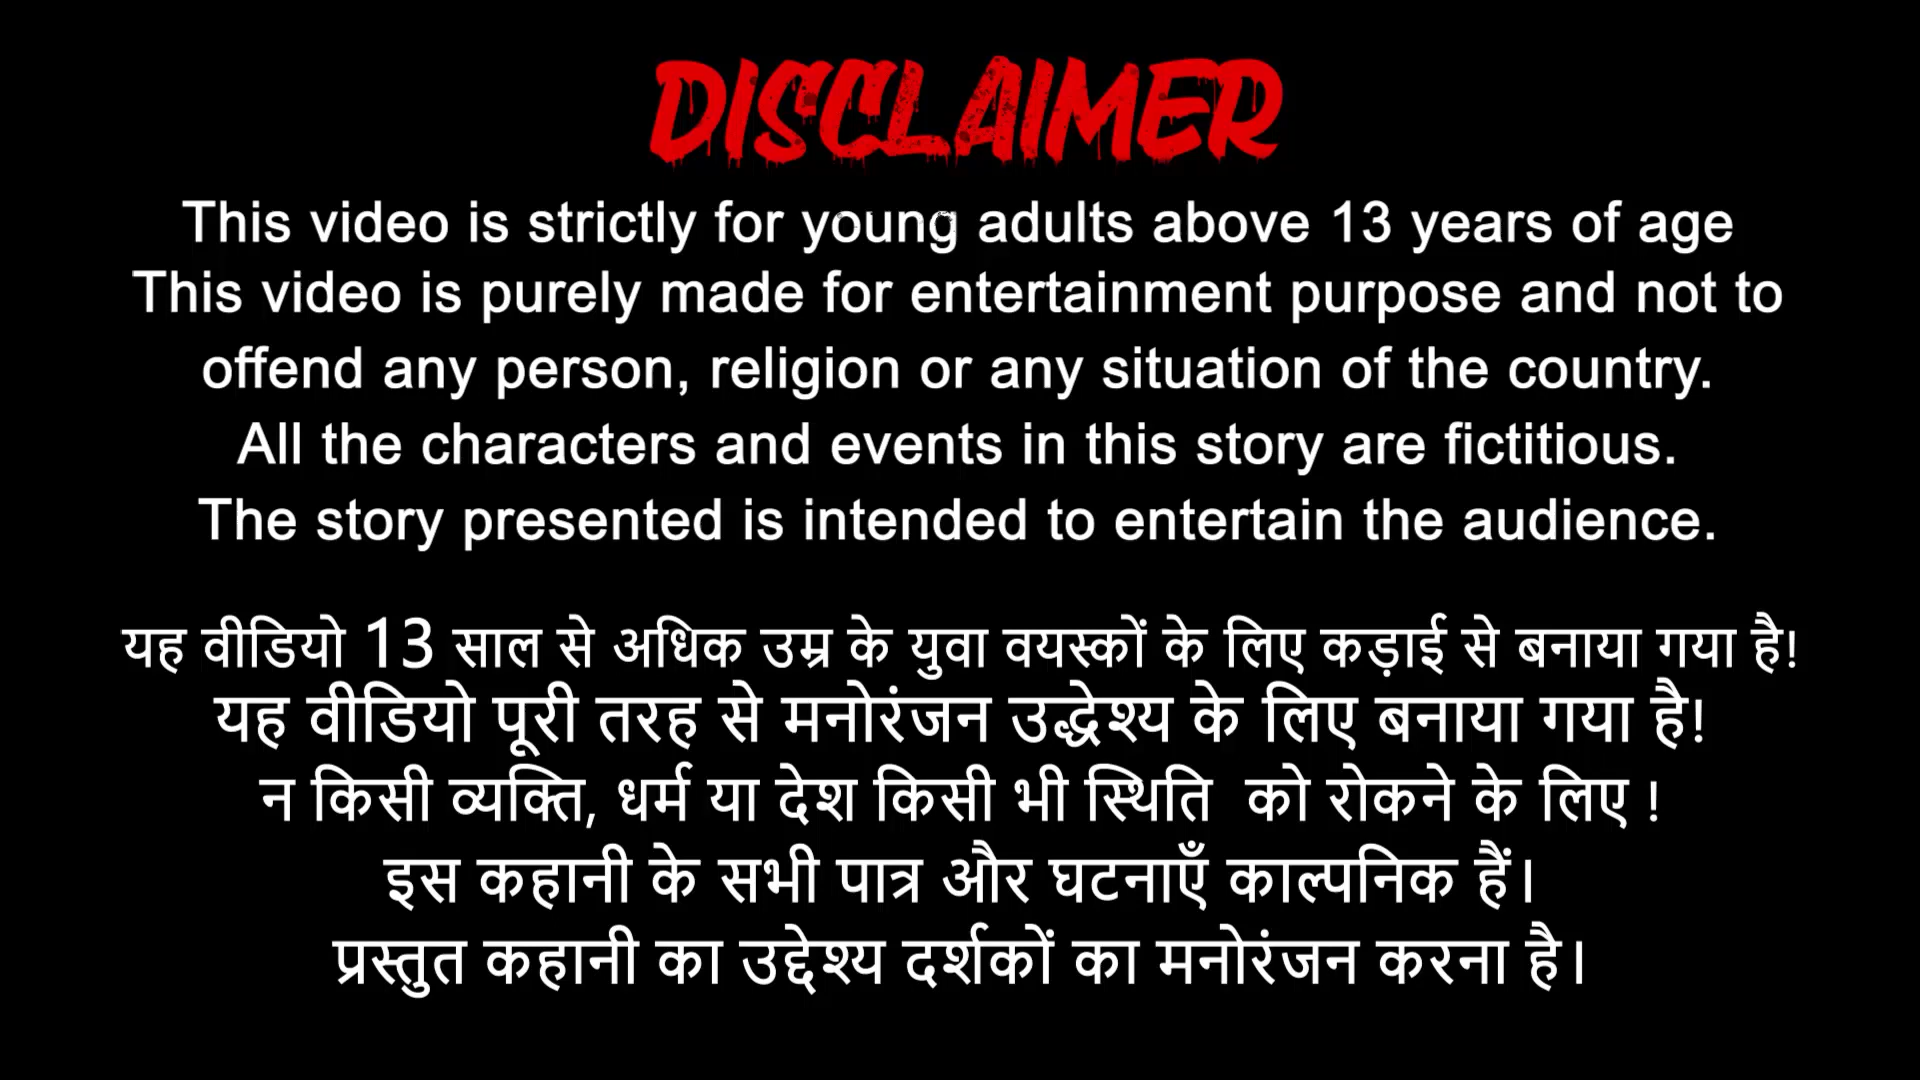 DISCLAIMER
This video is strictly for young adults above 13 years of age
This video is purely made for entertainment purpose and not to
offend any person, religion or any situation of the country.
All the characters and events in this story are fictitious.
The story presented is intended to entertain the audience.
यह वीडियो 13 साल से अधिक उम्र के युवा वयस्कों के लिए कड़ाई से बनाया गया है!
यह वीडियो पूरी तरह से मनोरंजन उद्धेश्य के लिए बनाया गया है!
न किसी व्यक्ति, धर्म या देश किसी भी स्थिति को रोकने के लिए !
इस कहानी के सभी पात्र और घटनाएँ काल्पनिक हैं।
प्रस्तुत कहानी का उद्देश्य दर्शकों का मनोरंजन करना है।